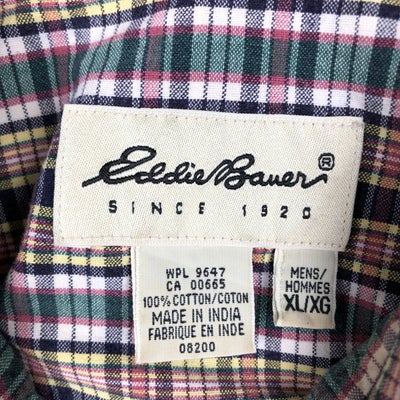 Eddie Bauer®
SINCE 1920
WPL 9647
CA 00665
100% COTTON/COTON
MADE IN INDIA
FABRIQUE EN INDE
08200
MENS/
HOMMES
XL/XG